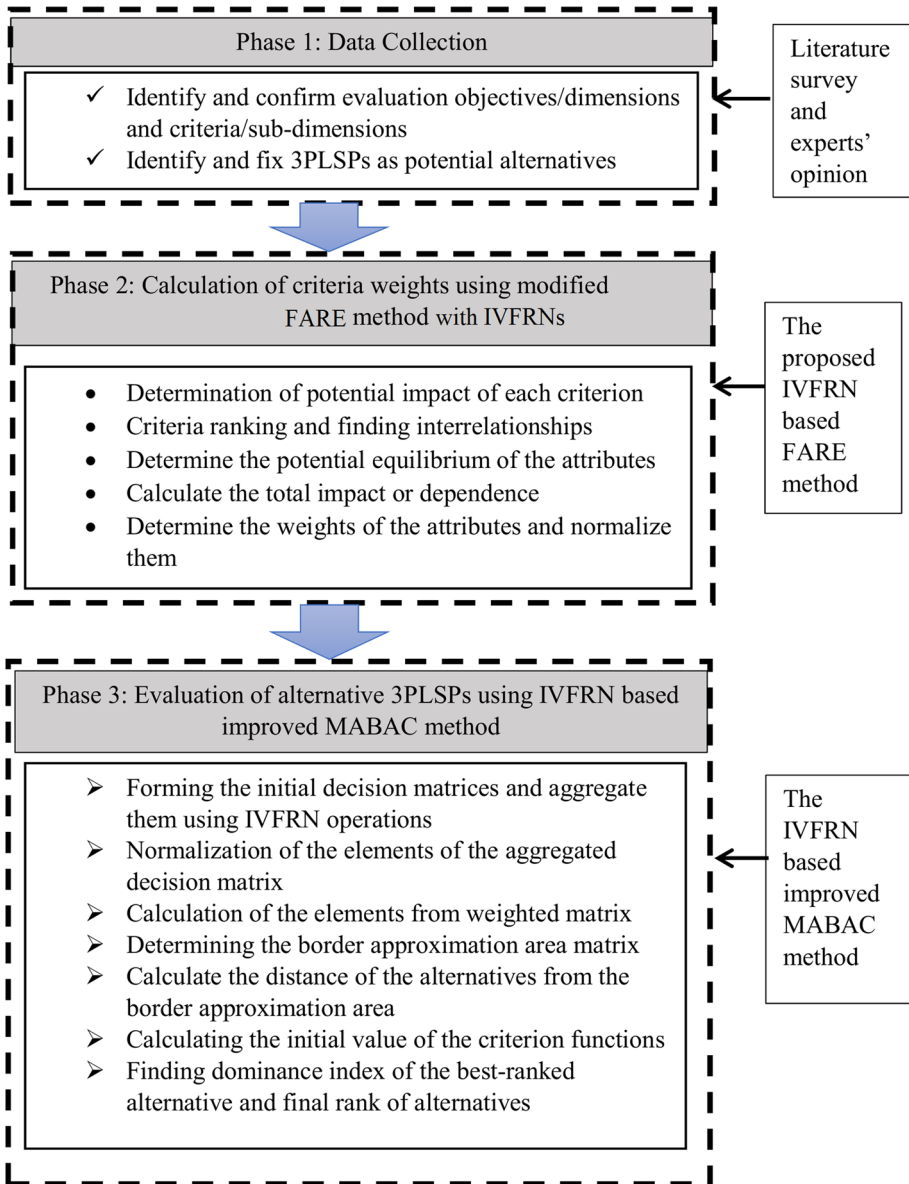 Phase 1: Data Collection
✓ Identify and confirm evaluation objectives/dimensions
and criteria/sub-dimensions
✓ Identify and fix 3PLSPs as potential alternatives
Literature
survey
and
experts’
opinion
Phase 2: Calculation of criteria weights using modified
FARE method with IVFRNs
• Determination of potential impact of each criterion
• Criteria ranking and finding interrelationships
• Determine the potential equilibrium of the attributes
• Calculate the total impact or dependence
• Determine the weights of the attributes and normalize
them
The
proposed
IVFRN
based
FARE
method
Phase 3: Evaluation of alternative 3PLSPs using IVFRN based
improved MABAC method
➢ Forming the initial decision matrices and aggregate
them using IVFRN operations
➢ Normalization of the elements of the aggregated
decision matrix
➢ Calculation of the elements from weighted matrix
➢ Determining the border approximation area matrix
➢ Calculate the distance of the alternatives from the
border approximation area
➢ Calculating the initial value of the criterion functions
➢ Finding dominance index of the best-ranked
alternative and final rank of alternatives
The
IVFRN
based
improved
MABAC
method